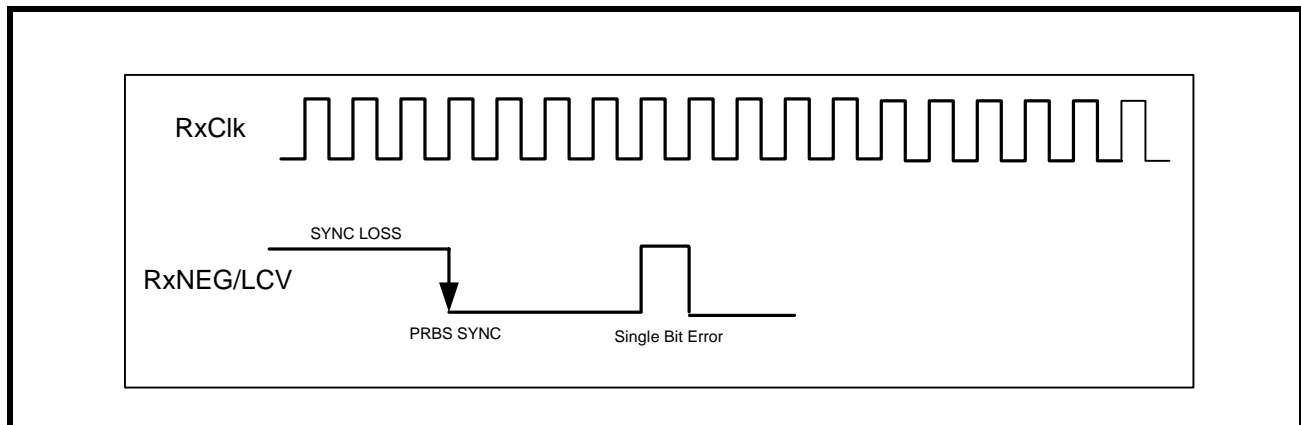 RxClk
SYNC LOSS
RxNEG/LCV
PRBS SYNC
Single Bit Error